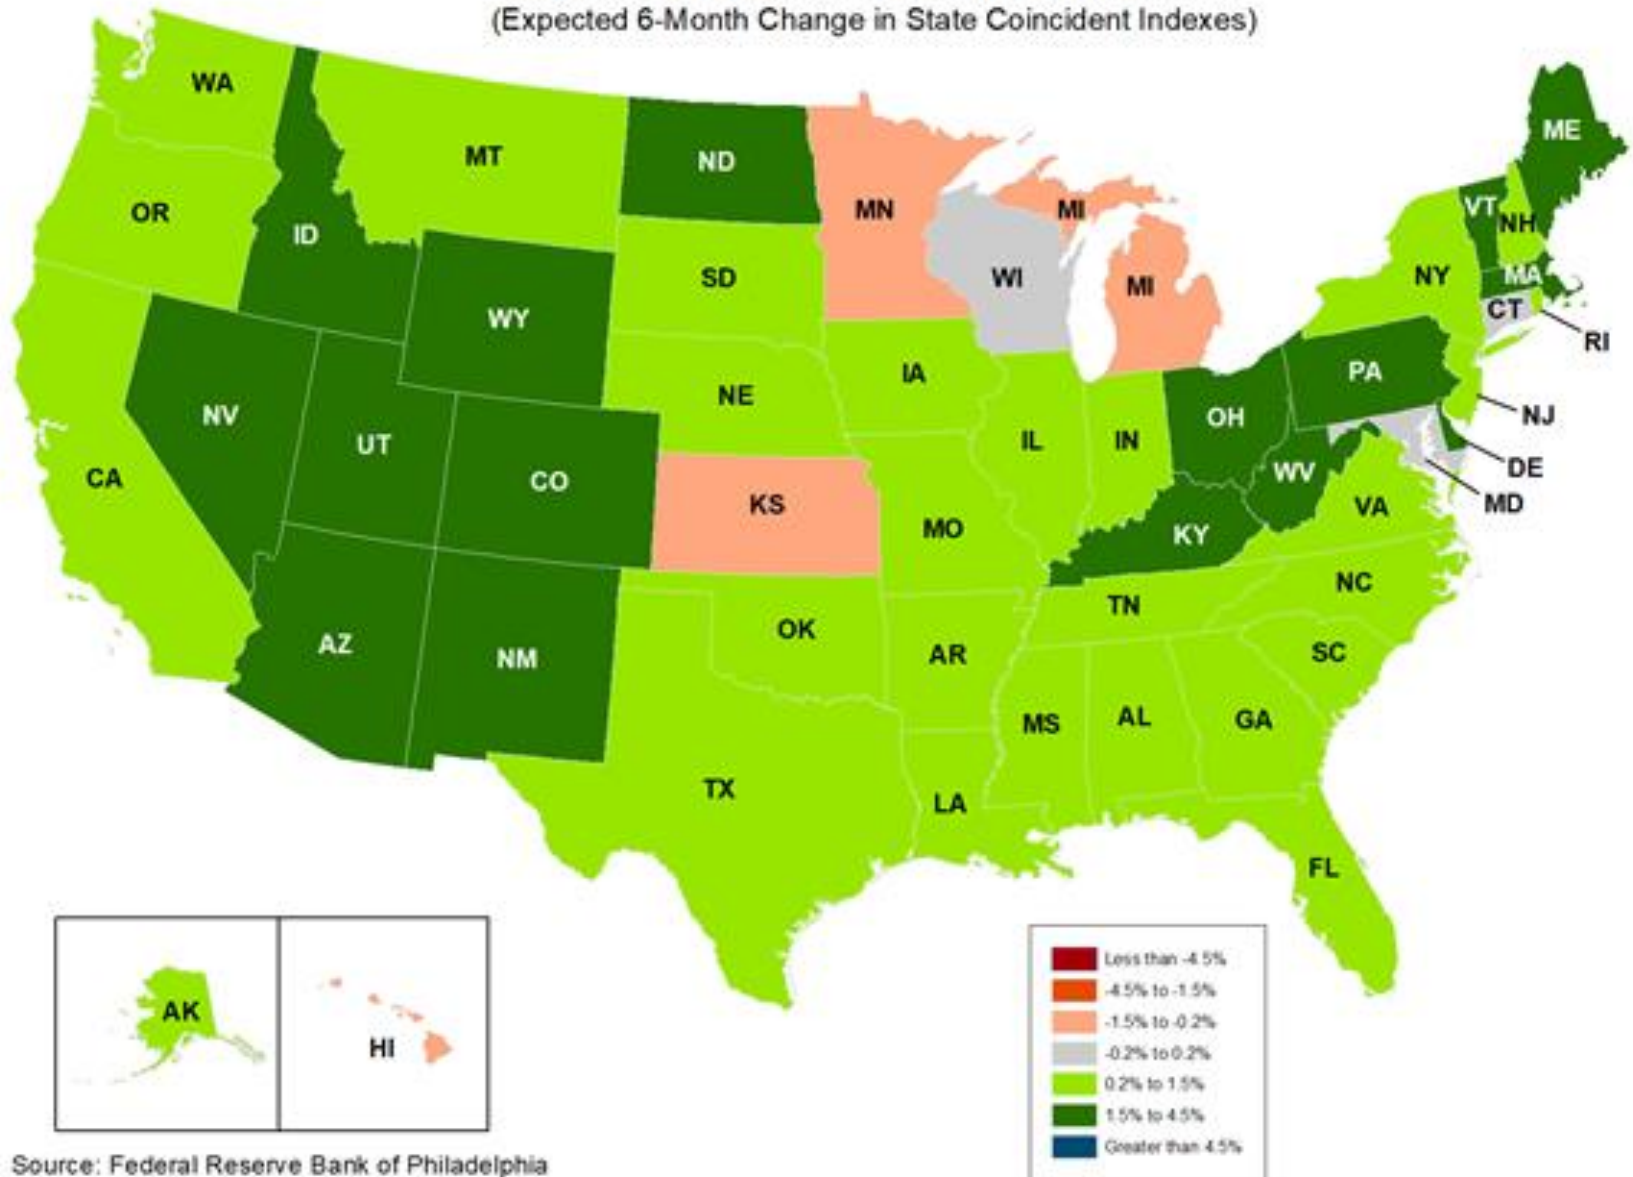 (Expected 6-Month Change in State Coincident Indexes)
WA
MT
ND
MN
MI
ME
OR
ID
SD
WI
MI
VT
NH
NY
MA
CT
RI
WY
NE
IA
PA
NJ
NV
UT
CO
IL
IN
OH
WV
DE
MD
CA
KS
MO
KY
VA
AZ
NM
OK
AR
TN
NC
SC
MS
AL
GA
TX
LA
FL
AK
HI
Less than -4.5%
-4.5% to -1.5%
-1.5% to -0.2%
-0.2% to 0.2%
0.2% to 1.5%
1.5% to 4.5%
Greater than 4.5%
Source: Federal Reserve Bank of Philadelphia